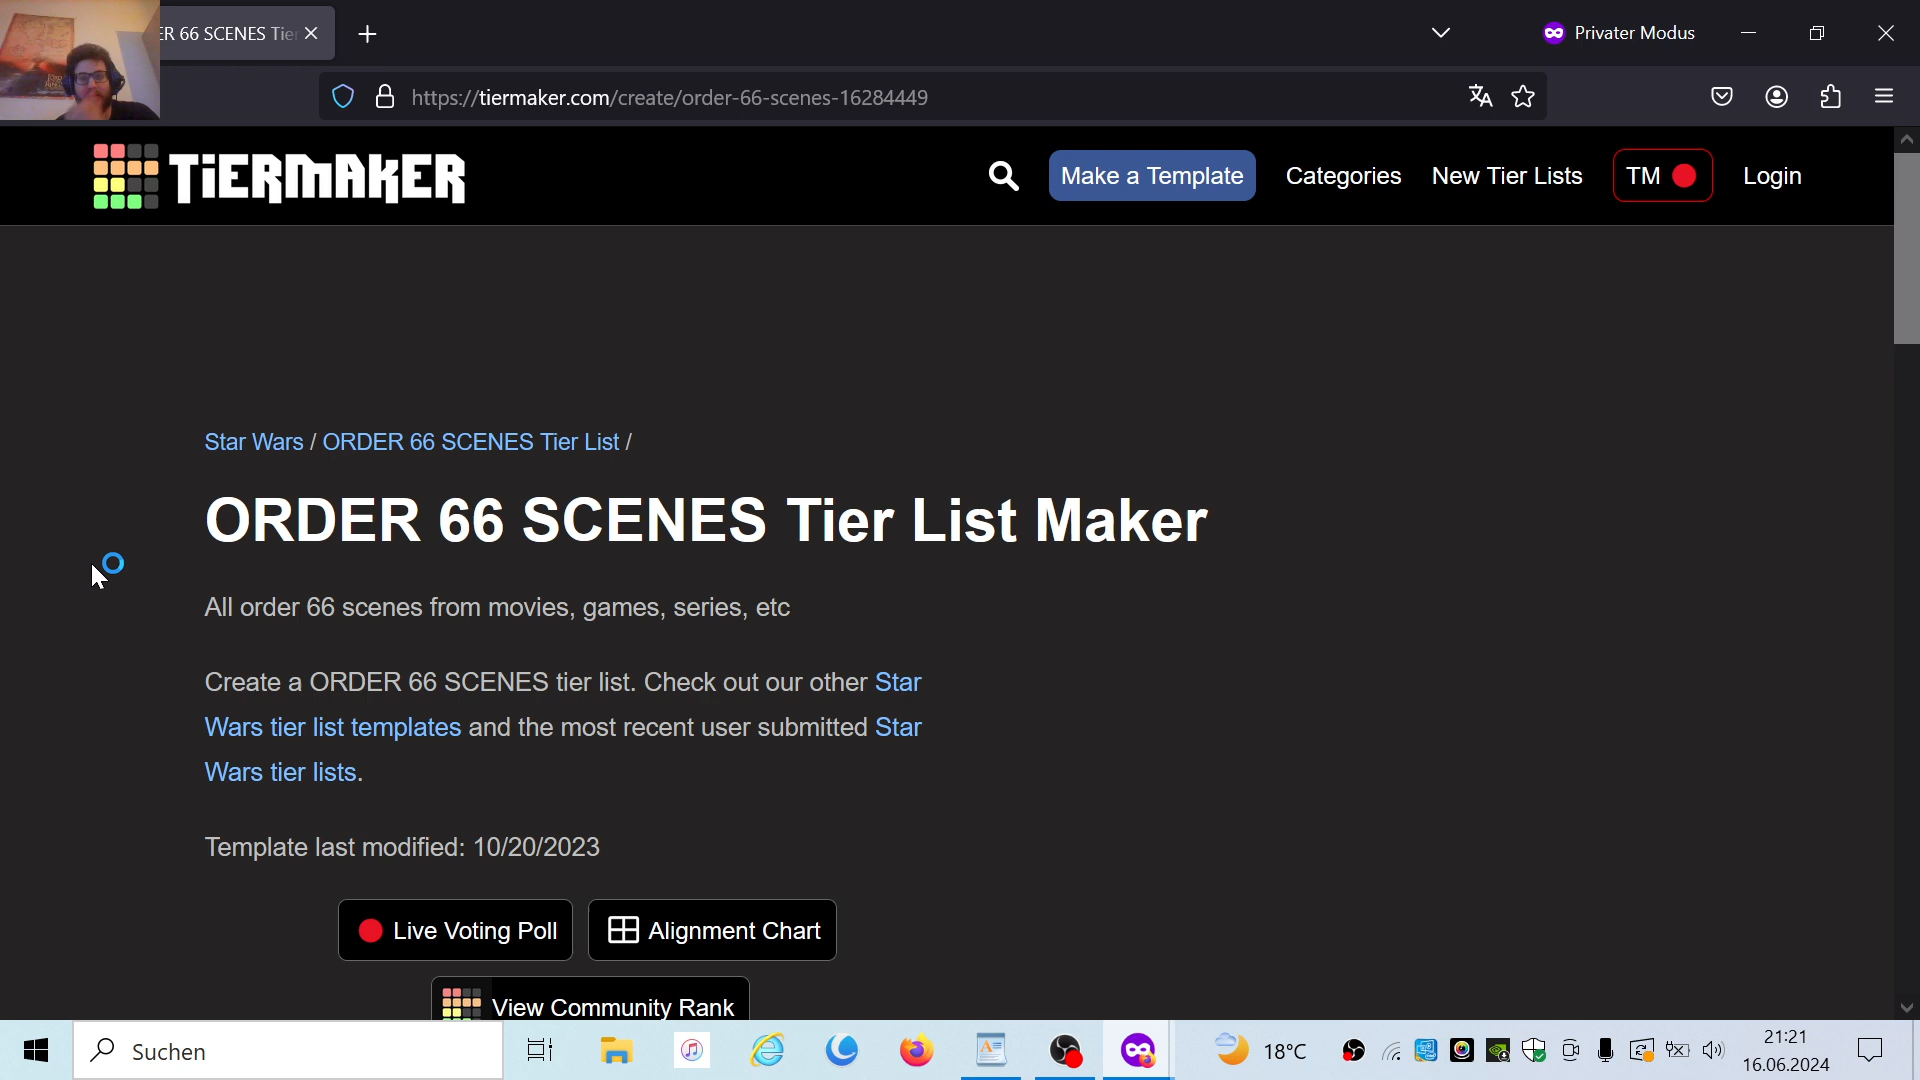 ER 66 SCENES Tie
Privater Modus
https://tiermaker.com/create/order-66-scenes-16284449
TiERMAKER
Make a Template
Categories
New Tier Lists
TM
Login
Star Wars / ORDER 66 SCENES Tier List /
ORDER 66 SCENES Tier List Maker
All order 66 scenes from movies, games, series, etc
Create a ORDER 66 SCENES tier list. Check out our other Star
Wars tier list templates and the most recent user submitted Star
Wars tier lists.
Template last modified: 10/20/2023
Live Voting Poll
Alignment Chart
View Community Rank
Suchen
18°C
21:21
16.06.2024